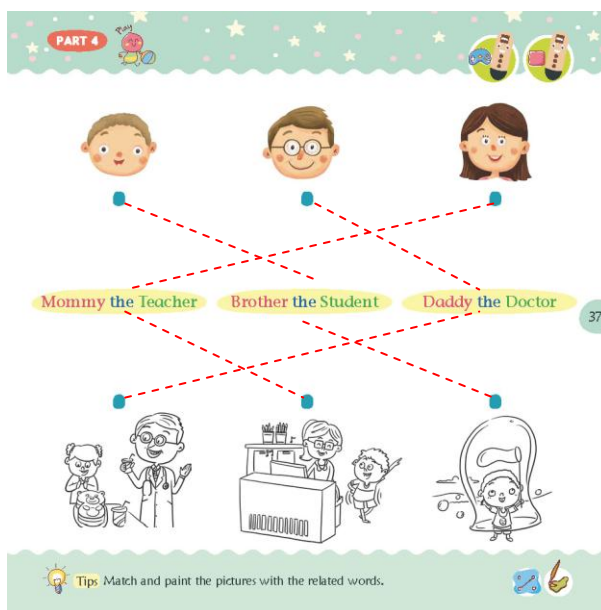 PART 4
Play
Mommy the Teacher
Brother the Student
Daddy the Doctor
37
Tips Match and paint the pictures with the related words.